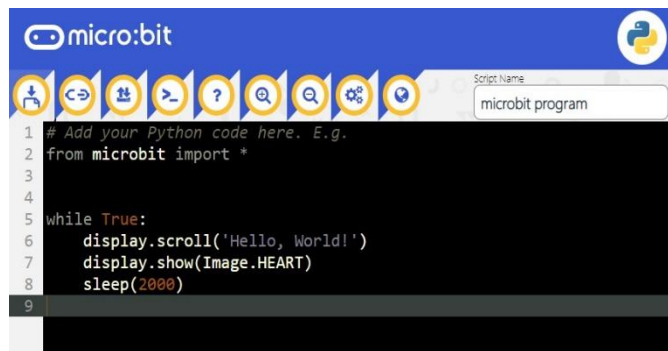 micro:bit
Script Name
microbit program
>_
?
1 # Add your Python code here. E.g.
2 from microbit import *
3
4
5 while True:
6     display.scroll('Hello, World!')
7     display.show(Image.HEART)
8     sleep(2000)
9